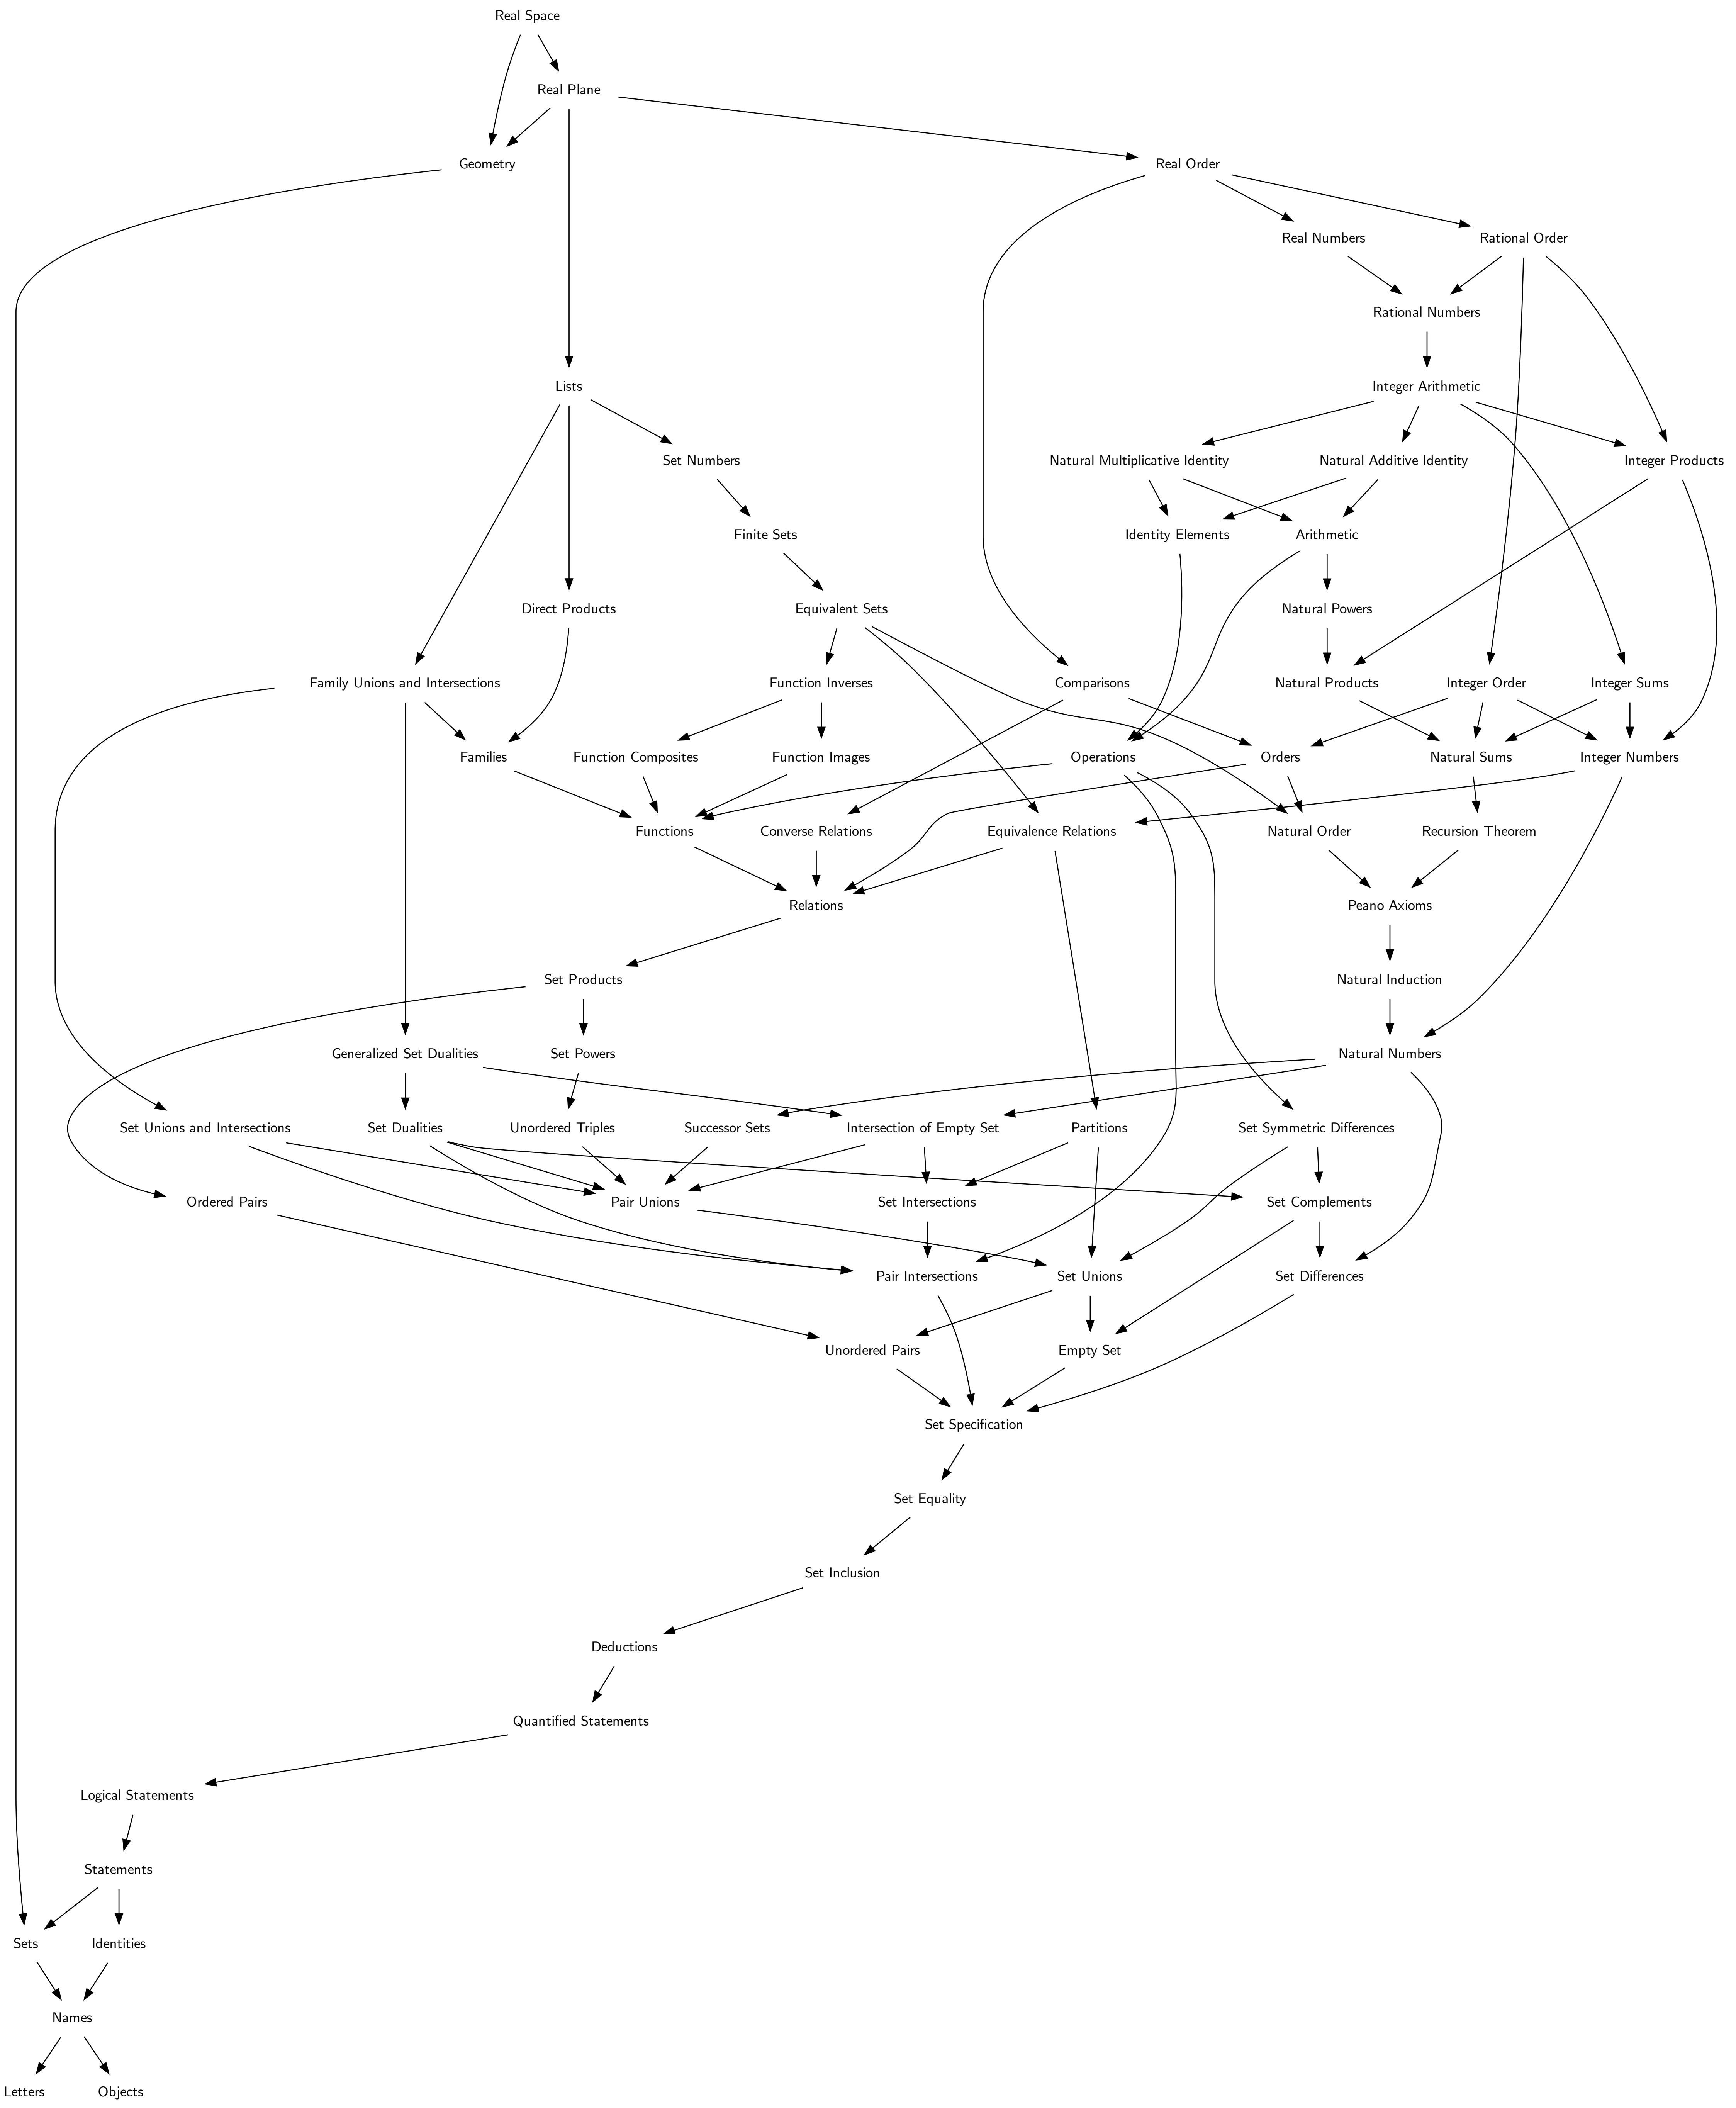 Real Space
Real Plane
Geometry
Real Order
Real Numbers
Rational Order
Rational Numbers
Lists
Integer Arithmetic
Set Numbers
Natural Multiplicative Identity
Natural Additive Identity
Integer Products
Finite Sets
Identity Elements
Arithmetic
Direct Products
Equivalent Sets
Natural Powers
Family Unions and Intersections
Function Inverses
Comparisons
Natural Products
Integer Order
Integer Sums
Families
Function Composites
Function Images
Operations
Orders
Natural Sums
Integer Numbers
Functions
Converse Relations
Equivalence Relations
Natural Order
Recursion Theorem
Relations
Peano Axioms
Set Products
Natural Induction
Generalized Set Dualities
Set Powers
Natural Numbers
Set Unions and Intersections
Set Dualities
Unordered Triples
Successor Sets
Intersection of Empty Set
Partitions
Set Symmetric Differences
Ordered Pairs
Pair Unions
Set Intersections
Set Complements
Pair Intersections
Set Unions
Set Differences
Unordered Pairs
Empty Set
Set Specification
Set Equality
Set Inclusion
Deductions
Quantified Statements
Logical Statements
Statements
Sets
Identities
Names
Letters
Objects